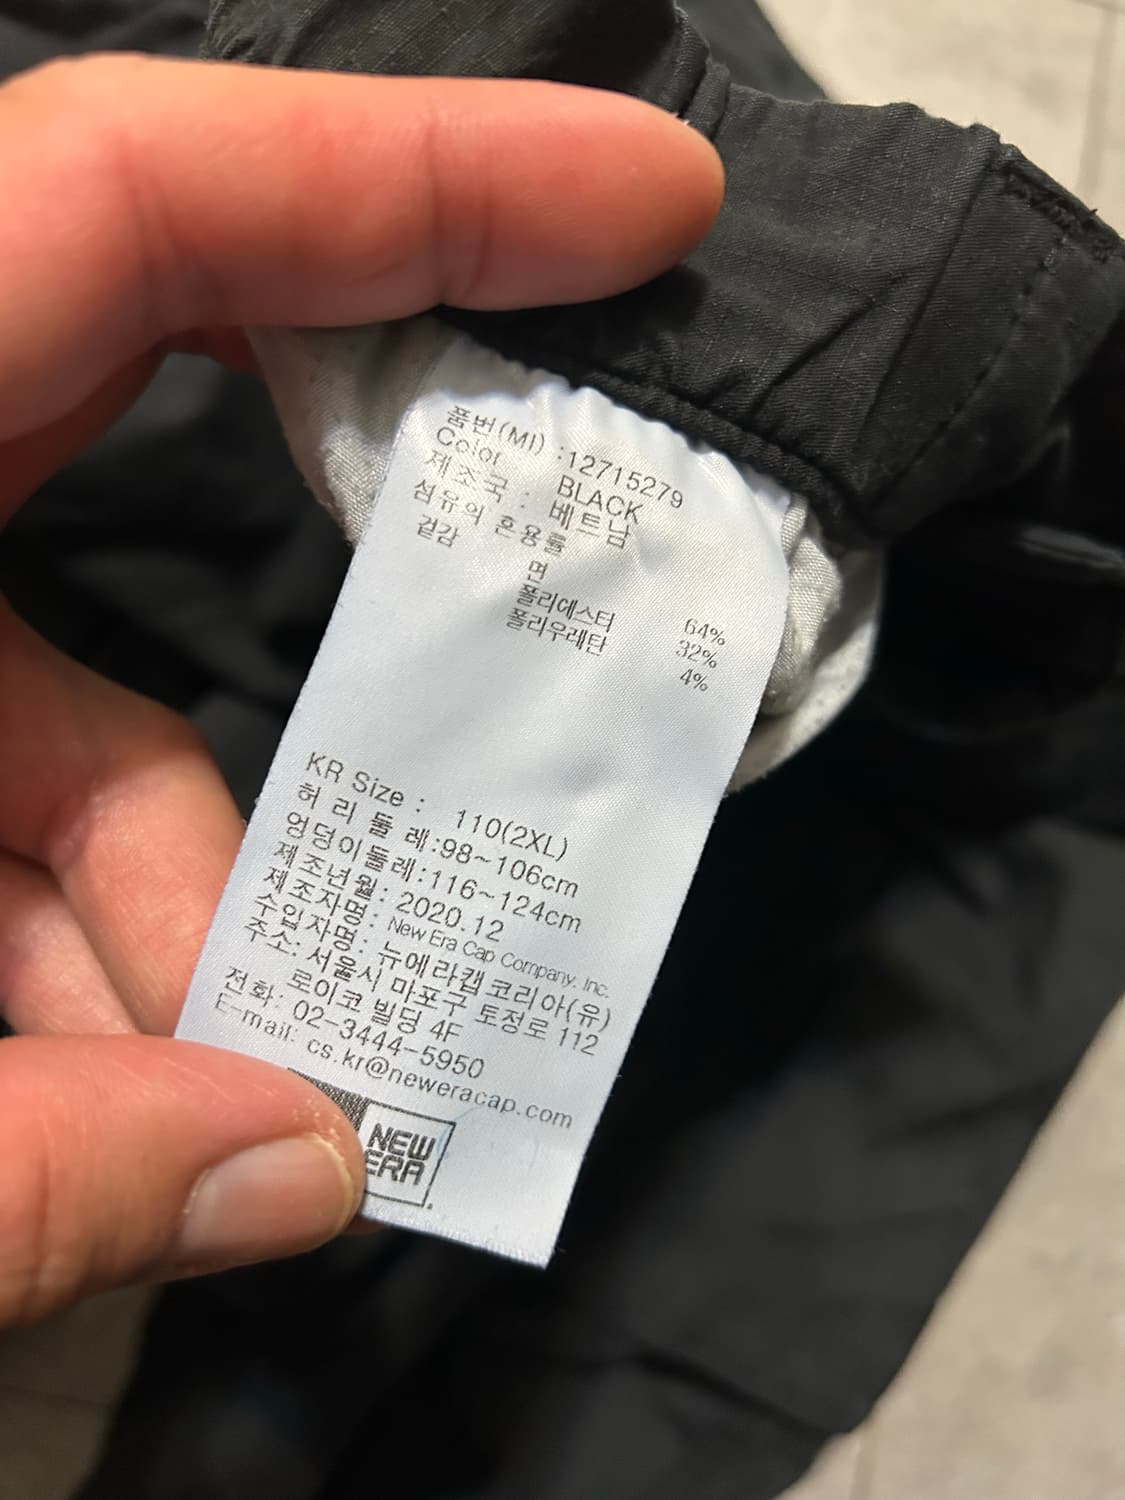 품번(MI) :12715279
Color BLACK
제조국 : 베트남
섬유의 혼용률
겉감
면 64%
폴리에스터 32%
폴리우레탄 4%
KR Size : 110(2XL)
허리둘레:98~106cm
엉덩이둘레:116~124cm
제조년월: 2020.12
제조자명: New Era Cap Company, Inc.
수입자명: 뉴에라캡코리아(유)
주소: 서울시 마포구 토정로 112
로이코 빌딩 4F
전화: 02-3444-5950
E-mail: cs.kr@neweracap.com
NEW
ERA